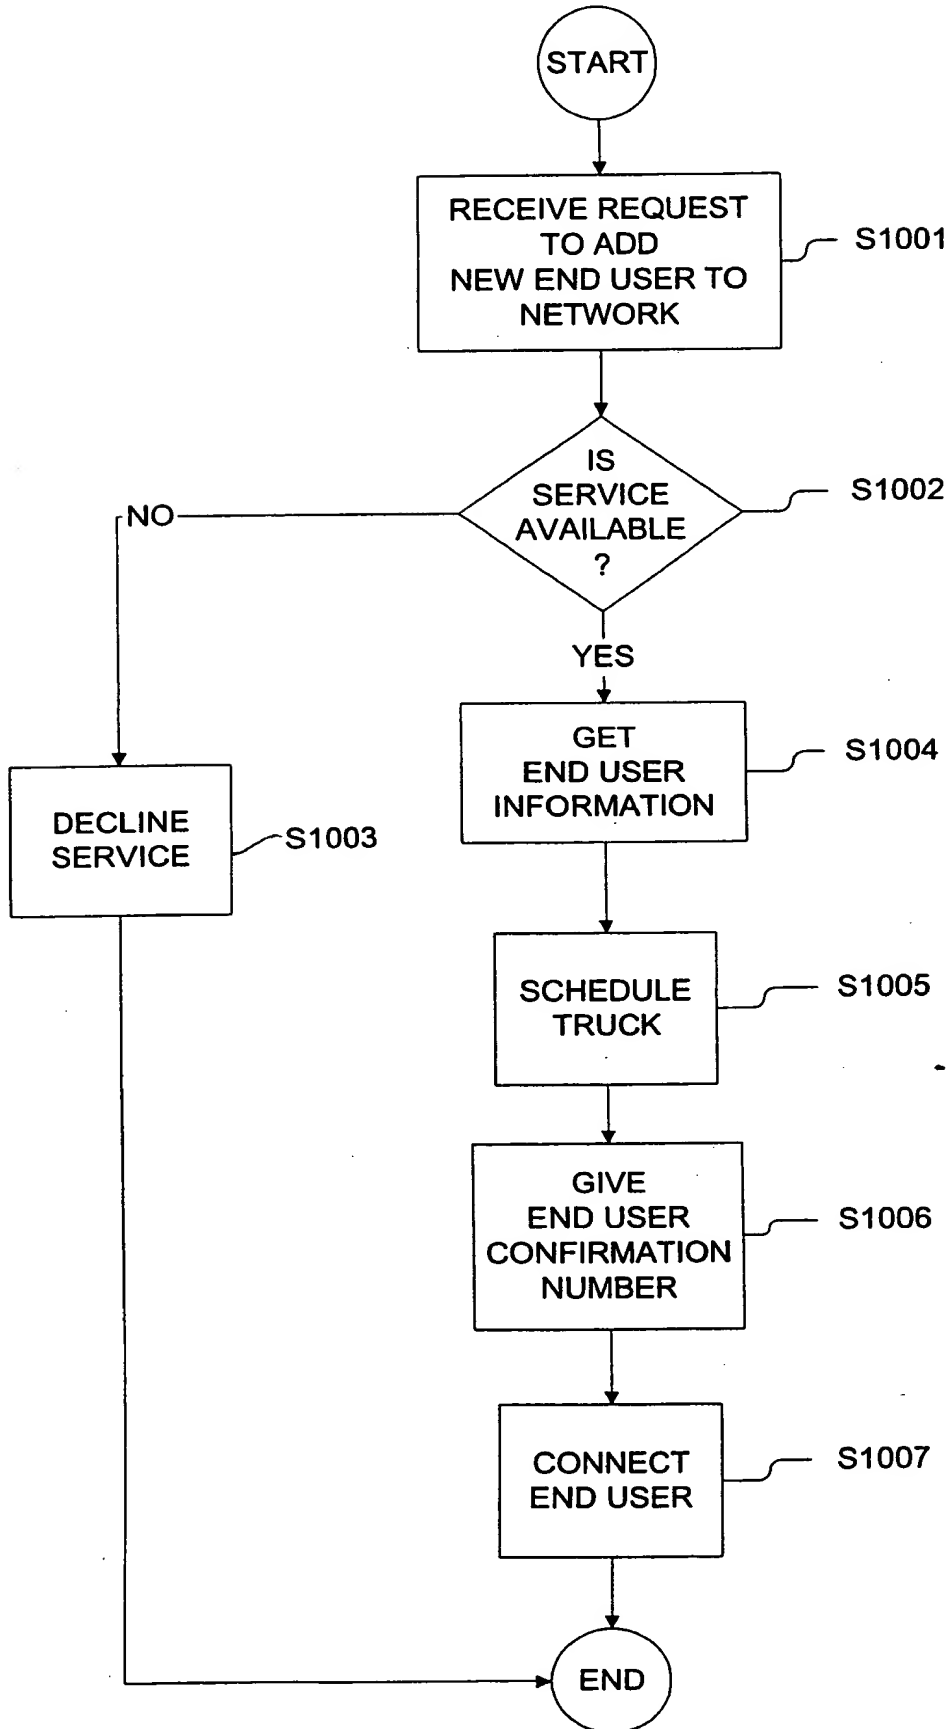 START
RECEIVE REQUEST
TO ADD
NEW END USER TO
NETWORK
S1001
IS
SERVICE
AVAILABLE
?
S1002
NO
YES
GET
END USER
INFORMATION
S1004
DECLINE
SERVICE
S1003
SCHEDULE
TRUCK
S1005
GIVE
END USER
CONFIRMATION
NUMBER
S1006
CONNECT
END USER
S1007
END